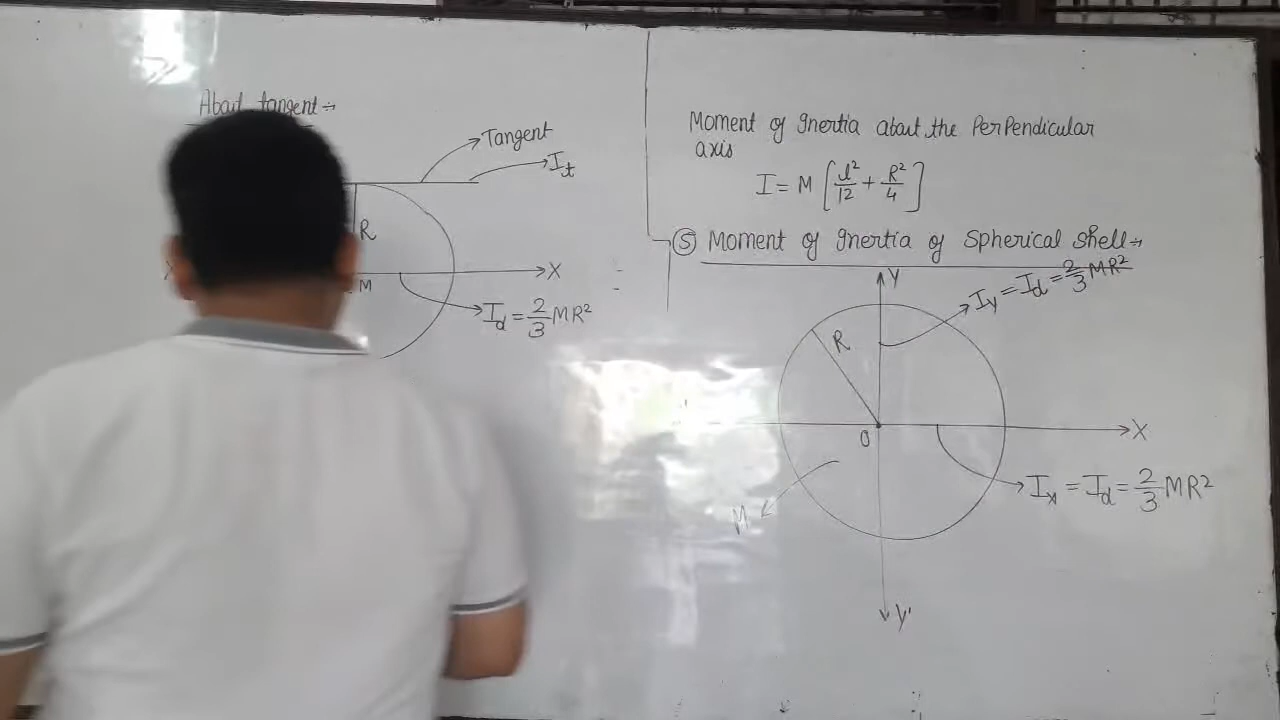 About tangent:-
Tangent
It
R
X
X
M
Id = 2/3 MR²
Moment of Inertia about the Perpendicular
axis
I = M [l²/12 + R²/4]
⑤ Moment of Inertia of Spherical shell:-
Y
Iy = Id = 2/3 MR²
R
O
X
Ix = Id = 2/3 MR²
M
Y'